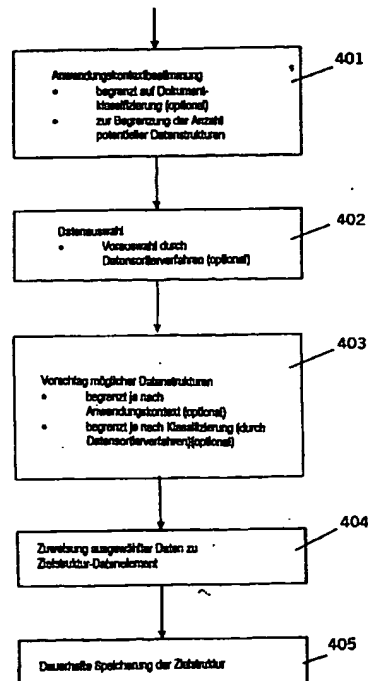 401
Anwendungskontextbestimmung
• begrenzt auf Dokument-
klassifizierung (optional)
• zur Begrenzung der Anzahl
potentieller Datenstrukturen
402
Datenauswahl
• Vorauswahl durch
Datensortierverfahren (optional)
403
Vorschlag möglicher Datenstrukturen
• begrenzt je nach
Anwendungskontext (optional)
• begrenzt je nach Klassifizierung (durch
Datensortierverfahren)(optional)
404
Zuweisung ausgewählter Daten zu
Zielstruktur-Datenelement
405
Dauerhafte Speicherung der Zielstruktur